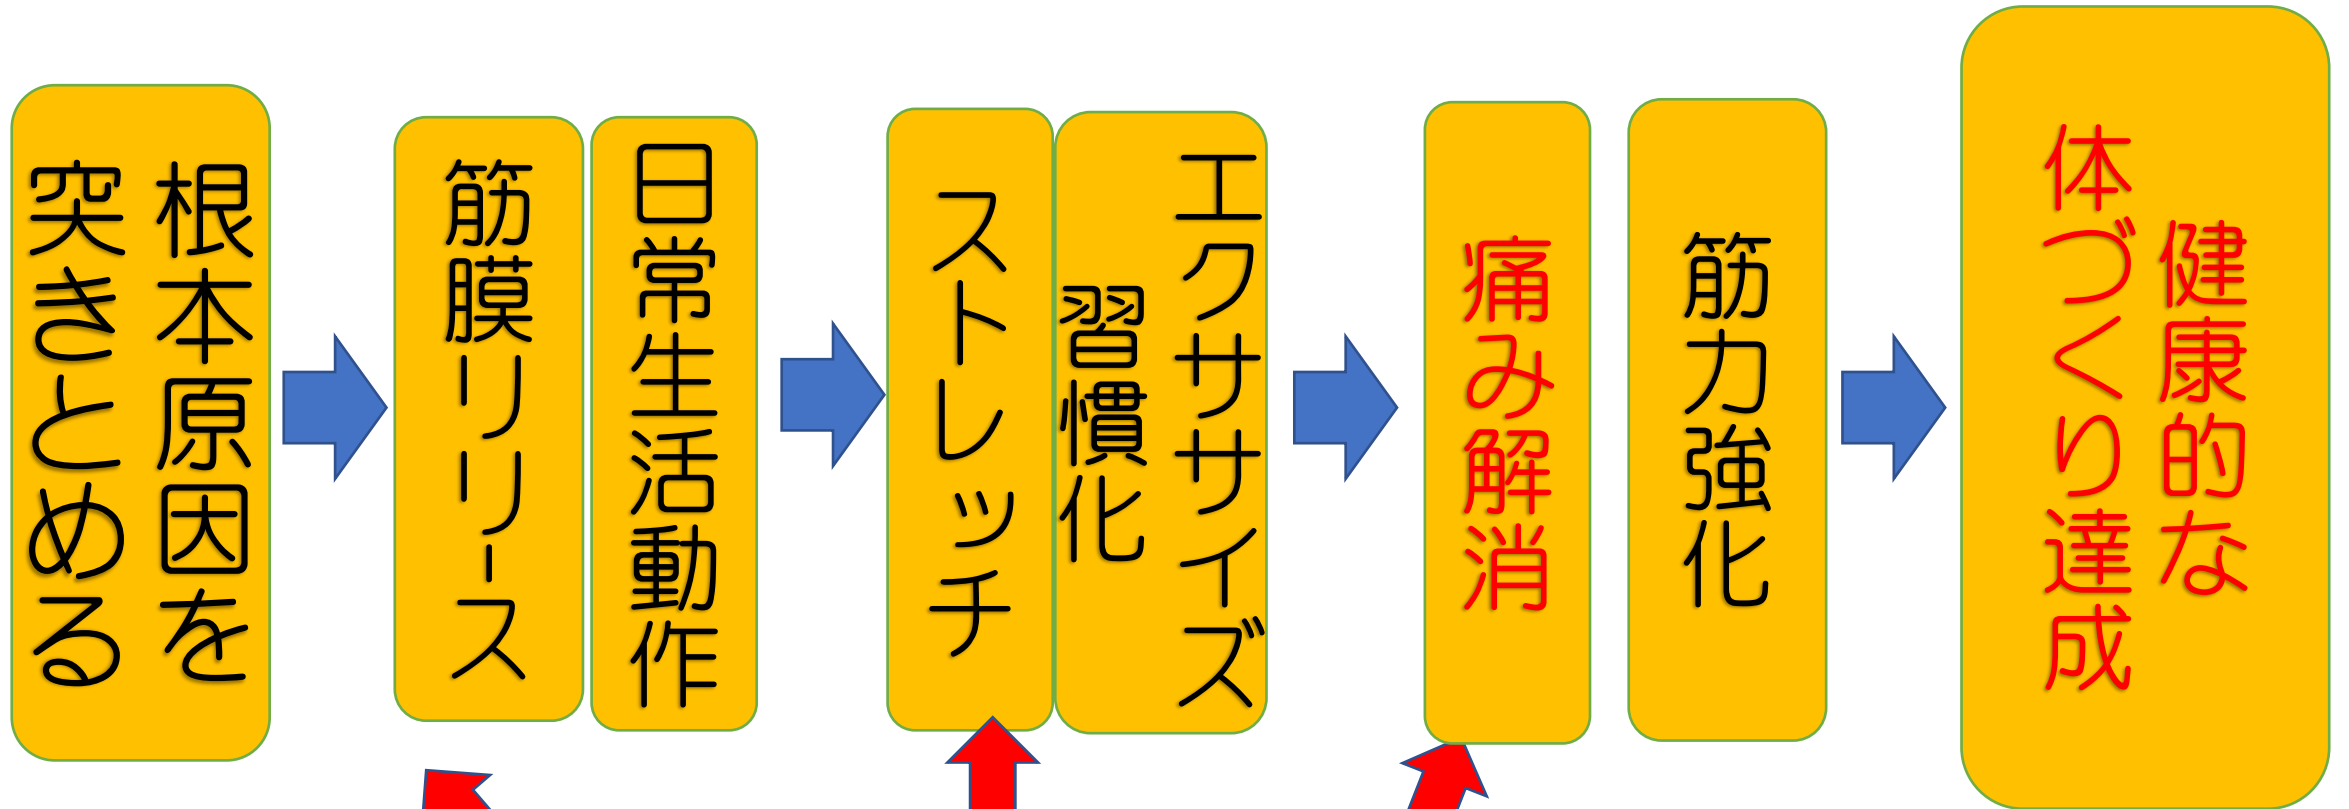 根本原因を
突きとめる
筋膜リリース
日常生活動作
ストレッチ
エクササイズ
習慣化
痛み解消
筋力強化
健康的な
体づくり達成